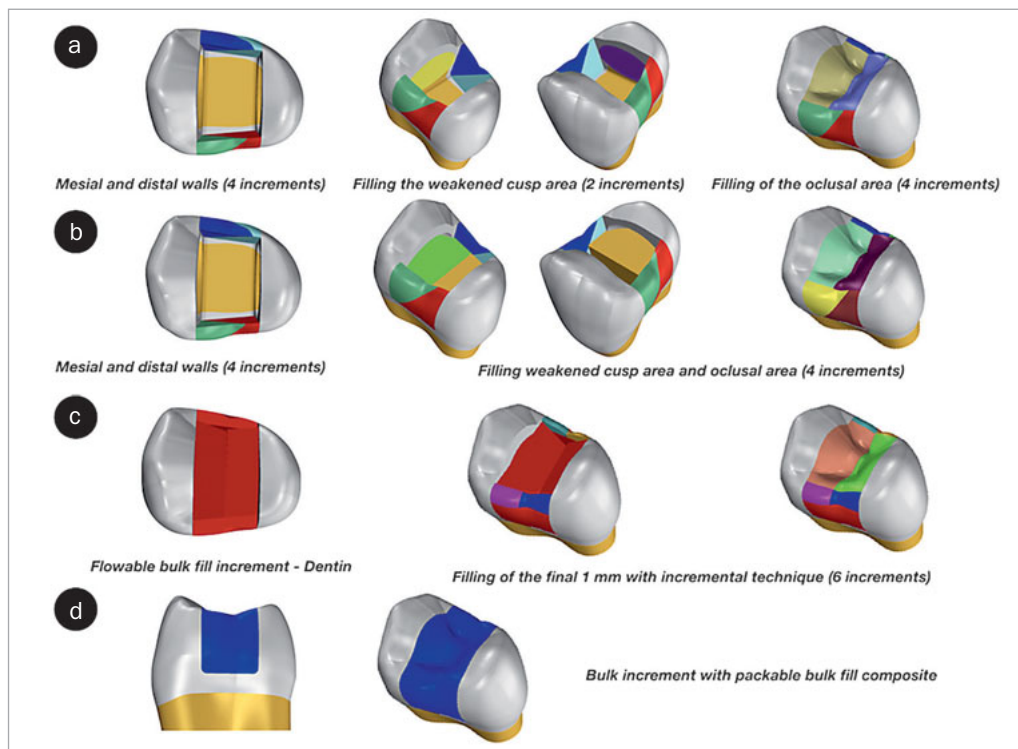 a
Mesial and distal walls (4 increments)
Filling the weakened cusp area (2 increments)
Filling of the oclusal area (4 increments)
b
Mesial and distal walls (4 increments)
Filling weakened cusp area and oclusal area (4 increments)
c
Flowable bulk fill increment - Dentin
Filling of the final 1 mm with incremental technique (6 increments)
d
Bulk increment with packable bulk fill composite